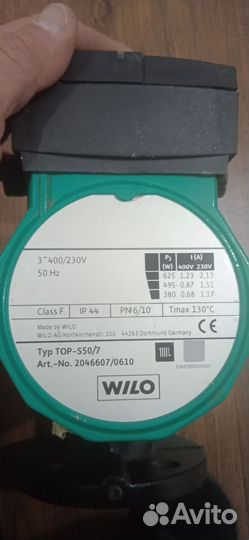 P₁ I (A)
3~400/230V (W) 400V 230V
50 Hz 625 1,23 2,13
495 0,87 1,51
380 0,68 1,17
Class F IP 44 PN 6/10 Tmax 130°C
Made by WILO
WILO AG Nortkirchenstr. 100 44263 Dortmund Germany
CE
Typ TOP-S50/7
Art.-No. 2046607/0610
WILO
Avito